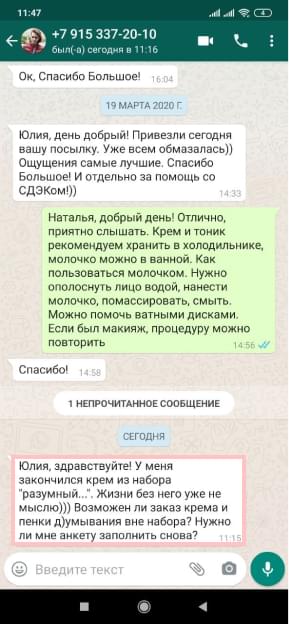 11:47
4
+7 915 337-20-10
был(-а) сегодня в 11:16
Ок, Спасибо Большое! 16:04
19 МАРТА 2020 Г.
Юлия, день добрый! Привезли сегодня
вашу посылку. Уже всем обмазалась))
Ощущения самые лучшие. Спасибо
Большое! И отдельно за помощь со
СДЭКом!))
14:33
Наталья, добрый день! Отлично,
приятно слышать. Крем и тоник
рекомендуем хранить в холодильнике,
молочко можно в ванной. Как
пользоваться молочком. Нужно
ополоснуть лицо водой, нанести
молочко, помассировать, смыть.
Можно помочь ватными дисками.
Если был макияж, процедуру можно
повторить
14:56
Спасибо! 14:58
1 НЕПРОЧИТАННОЕ СООБЩЕНИЕ
СЕГОДНЯ
Юлия, здравствуйте! У меня
закончился крем из набора
"разумный...". Жизни без него уже не
мыслю))) Возможен ли заказ крема и
пенки д)умывания вне набора? Нужно
ли мне анкету заполнить снова?
11:15
Введите текст